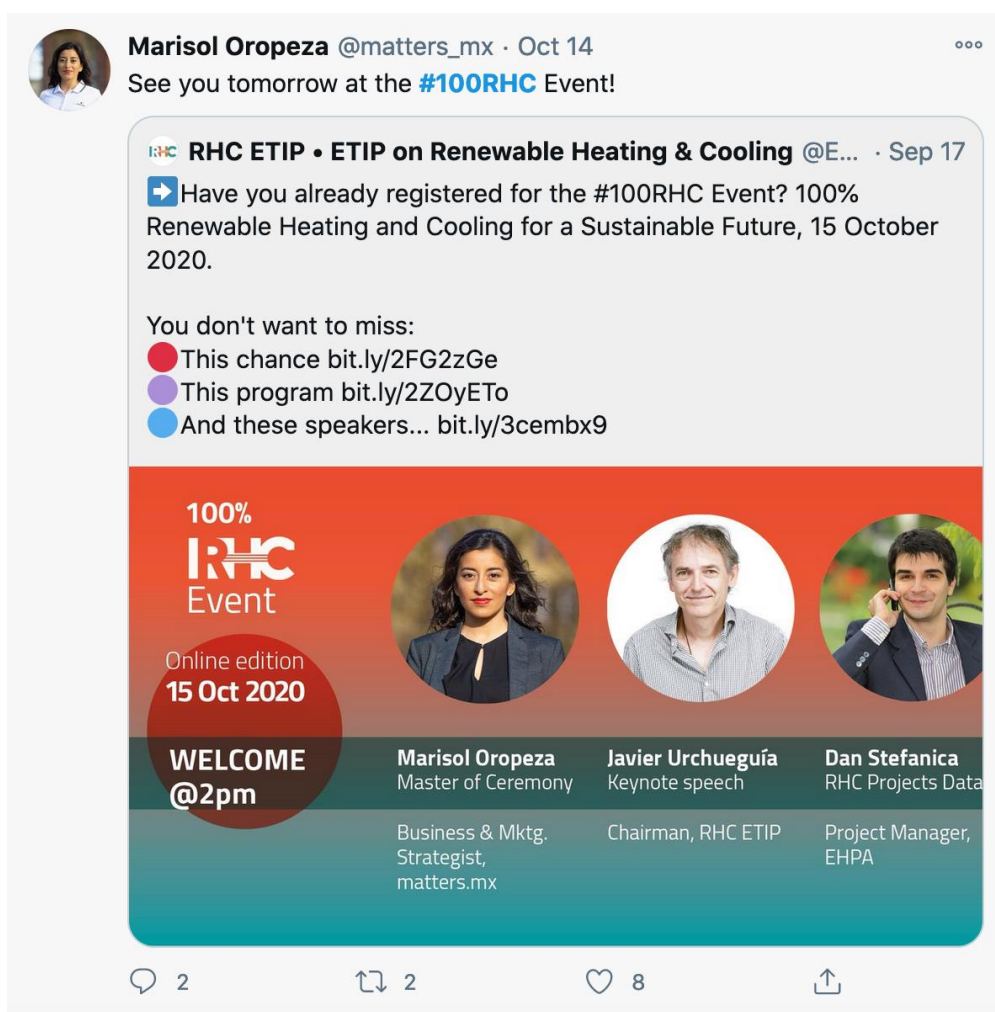 Marisol Oropeza @matters_mx · Oct 14
See you tomorrow at the #100RHC Event!
RHC RHC ETIP • ETIP on Renewable Heating & Cooling @E... · Sep 17
➡Have you already registered for the #100RHC Event? 100%
Renewable Heating and Cooling for a Sustainable Future, 15 October
2020.
You don't want to miss:
🔴This chance bit.ly/2FG2zGe
🟣This program bit.ly/2ZOyETo
🔵And these speakers... bit.ly/3cembx9
100%
RHC
Event
Online edition
15 Oct 2020
WELCOME
@2pm
Marisol Oropeza
Master of Ceremony
Business & Mktg.
Strategist,
matters.mx
Javier Urchueguía
Keynote speech
Chairman, RHC ETIP
Dan Stefanica
RHC Projects Data
Project Manager,
EHPA
2
2
8